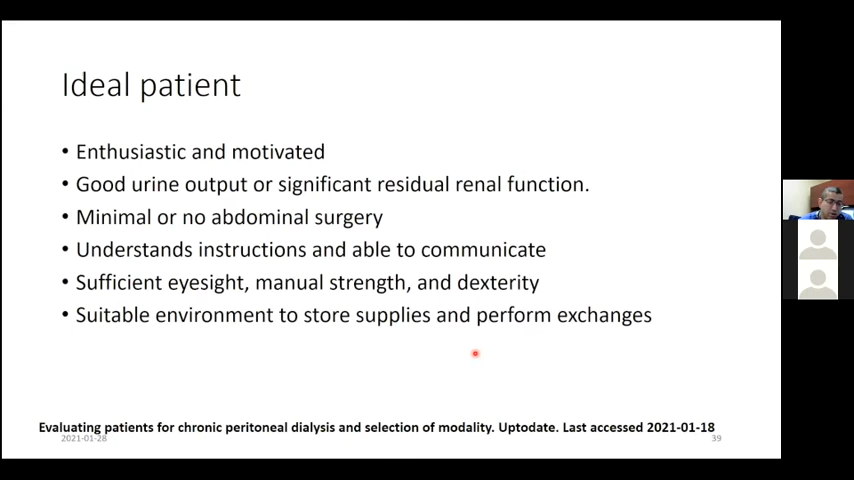 Ideal patient
• Enthusiastic and motivated
• Good urine output or significant residual renal function.
• Minimal or no abdominal surgery
• Understands instructions and able to communicate
• Sufficient eyesight, manual strength, and dexterity
• Suitable environment to store supplies and perform exchanges
Evaluating patients for chronic peritoneal dialysis and selection of modality. Uptodate. Last accessed 2021-01-18
2021-01-28
39